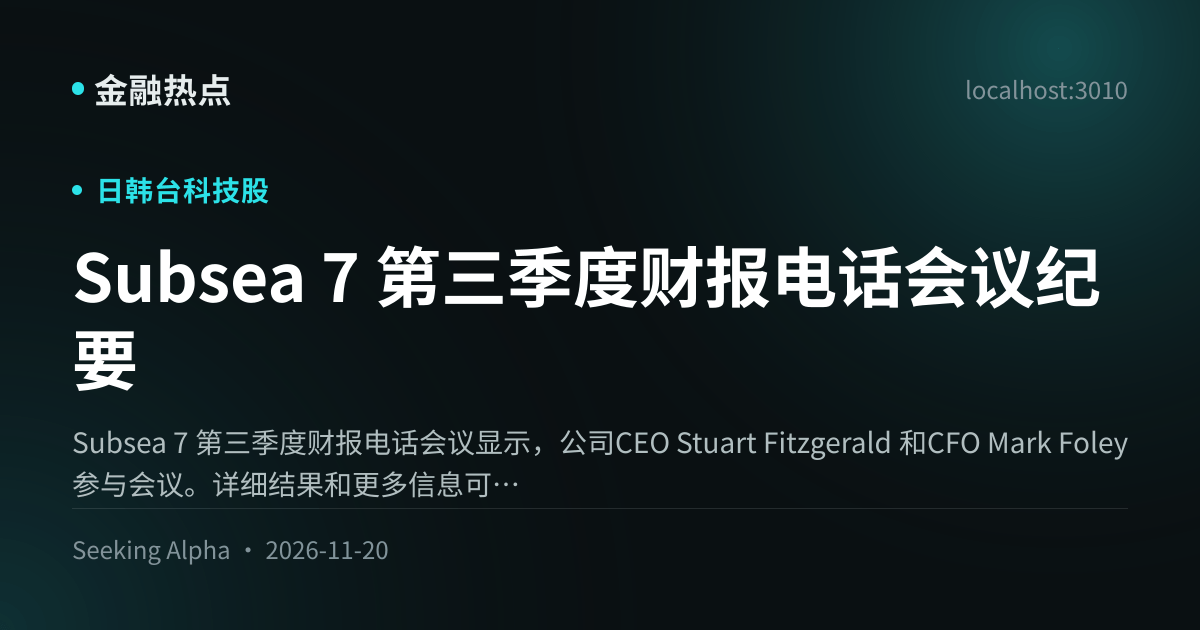 金融热点
localhost:3010
日韩台科技股
Subsea 7 第三季度财报电话会议纪
要
Subsea 7 第三季度财报电话会议显示，公司CEO Stuart Fitzgerald 和CFO Mark Foley
参与会议。详细结果和更多信息可…
Seeking Alpha · 2026-11-20